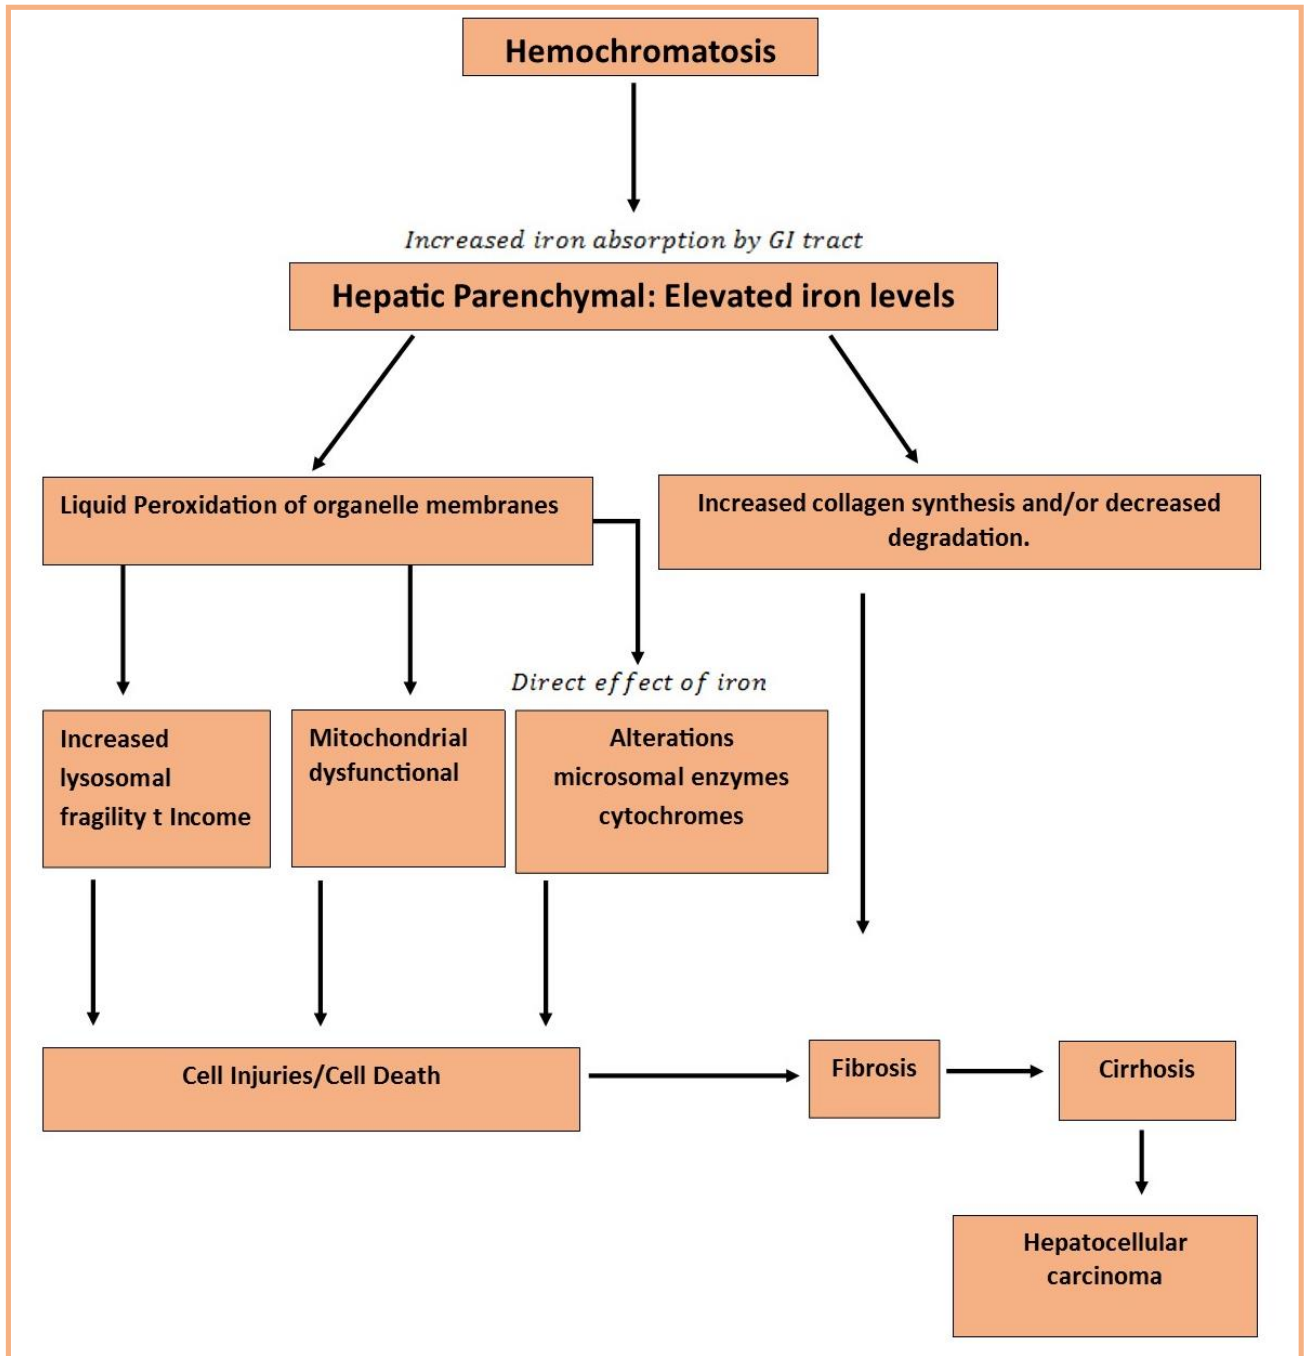 Hemochromatosis
Increased iron absorption by GI tract
Hepatic Parenchymal: Elevated iron levels
Liquid Peroxidation of organelle membranes
Increased collagen synthesis and/or decreased
degradation.
Direct effect of iron
Increased
lysosomal
fragility t Income
Mitochondrial
dysfunctional
Alterations
microsomal enzymes
cytochromes
Cell Injuries/Cell Death
Fibrosis
Cirrhosis
Hepatocellular
carcinoma